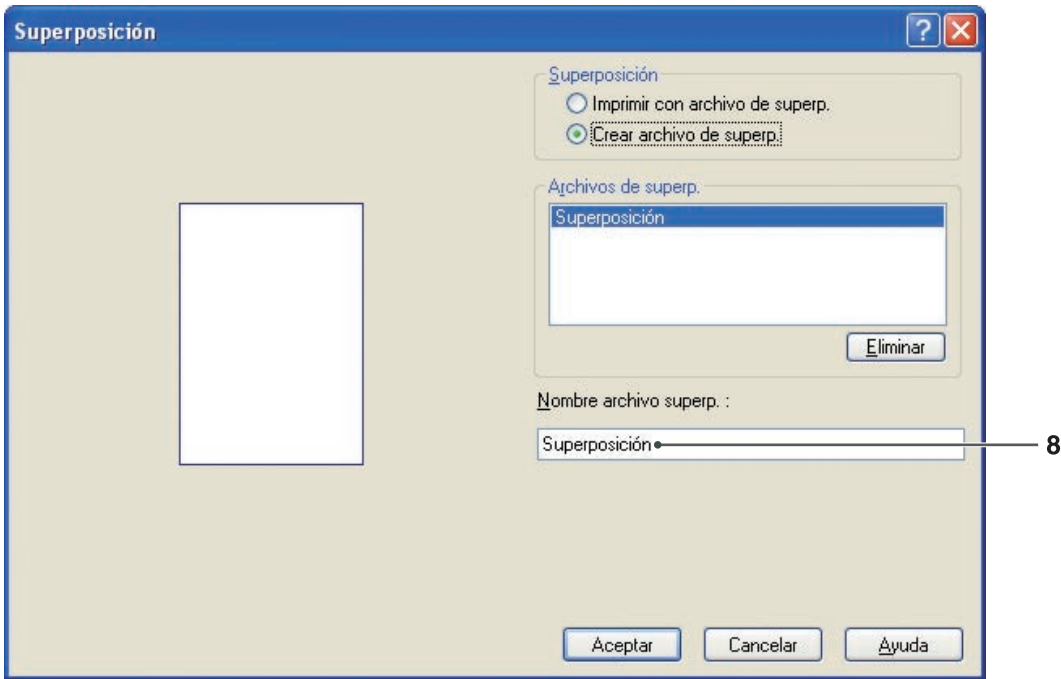 Superposición
Superposición
Imprimir con archivo de superp.
Crear archivo de superp.
Archivos de superp.
Superposición
Eliminar
Nombre archivo superp. :
Superposición
8
Aceptar Cancelar Ayuda